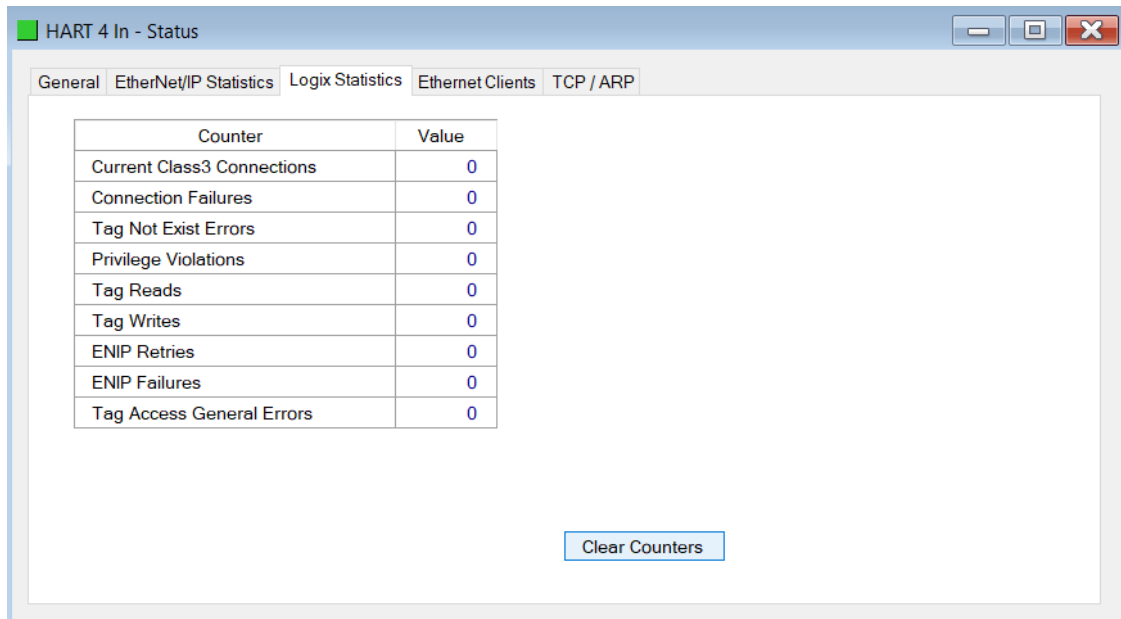 HART 4 In - Status
General EtherNet/IP Statistics Logix Statistics Ethernet Clients TCP / ARP
Counter Value
Current Class3 Connections 0
Connection Failures 0
Tag Not Exist Errors 0
Privilege Violations 0
Tag Reads 0
Tag Writes 0
ENIP Retries 0
ENIP Failures 0
Tag Access General Errors 0
Clear Counters